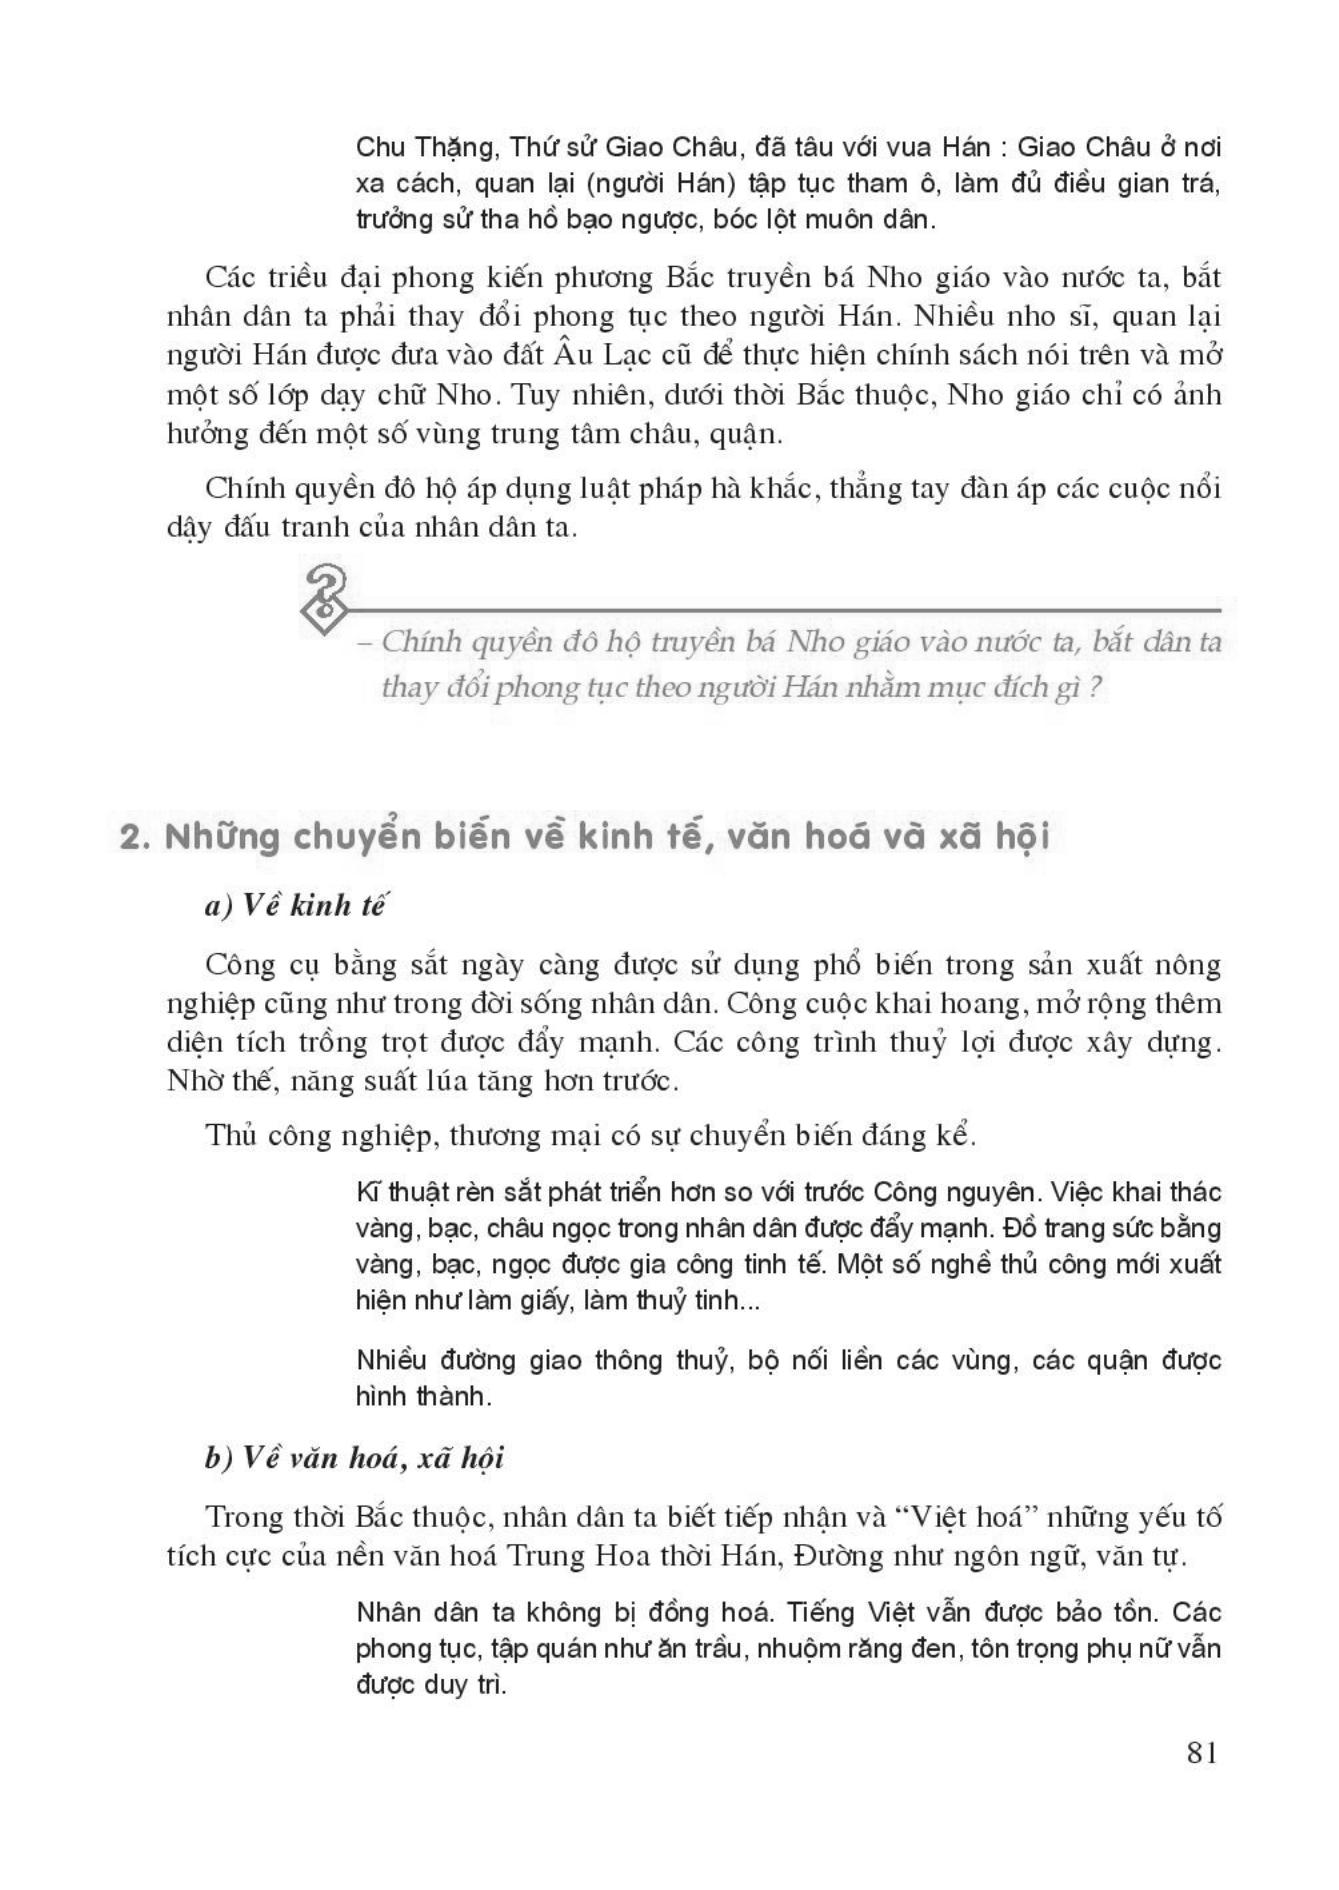 Chu Thặng, Thứ sử Giao Châu, đã tâu với vua Hán : Giao Châu ở nơi
xa cách, quan lại (người Hán) tập tục tham ô, làm đủ điều gian trá,
trưởng sử tha hồ bạo ngược, bóc lột muôn dân.
Các triều đại phong kiến phương Bắc truyền bá Nho giáo vào nước ta, bắt
nhân dân ta phải thay đổi phong tục theo người Hán. Nhiều nho sĩ, quan lại
người Hán được đưa vào đất Âu Lạc cũ để thực hiện chính sách nói trên và mở
một số lớp dạy chữ Nho. Tuy nhiên, dưới thời Bắc thuộc, Nho giáo chỉ có ảnh
hưởng đến một số vùng trung tâm châu, quận.
Chính quyền đô hộ áp dụng luật pháp hà khắc, thẳng tay đàn áp các cuộc nổi
dậy đấu tranh của nhân dân ta.
?
– Chính quyền đô hộ truyền bá Nho giáo vào nước ta, bắt dân ta
thay đổi phong tục theo người Hán nhằm mục đích gì ?
2. Những chuyển biến về kinh tế, văn hoá và xã hội
a) Về kinh tế
Công cụ bằng sắt ngày càng được sử dụng phổ biến trong sản xuất nông
nghiệp cũng như trong đời sống nhân dân. Công cuộc khai hoang, mở rộng thêm
diện tích trồng trọt được đẩy mạnh. Các công trình thuỷ lợi được xây dựng.
Nhờ thế, năng suất lúa tăng hơn trước.
Thủ công nghiệp, thương mại có sự chuyển biến đáng kể.
Kĩ thuật rèn sắt phát triển hơn so với trước Công nguyên. Việc khai thác
vàng, bạc, châu ngọc trong nhân dân được đẩy mạnh. Đồ trang sức bằng
vàng, bạc, ngọc được gia công tinh tế. Một số nghề thủ công mới xuất
hiện như làm giấy, làm thuỷ tinh...
Nhiều đường giao thông thuỷ, bộ nối liền các vùng, các quận được
hình thành.
b) Về văn hoá, xã hội
Trong thời Bắc thuộc, nhân dân ta biết tiếp nhận và “Việt hoá” những yếu tố
tích cực của nền văn hoá Trung Hoa thời Hán, Đường như ngôn ngữ, văn tự.
Nhân dân ta không bị đồng hoá. Tiếng Việt vẫn được bảo tồn. Các
phong tục, tập quán như ăn trầu, nhuộm răng đen, tôn trọng phụ nữ vẫn
được duy trì.
81